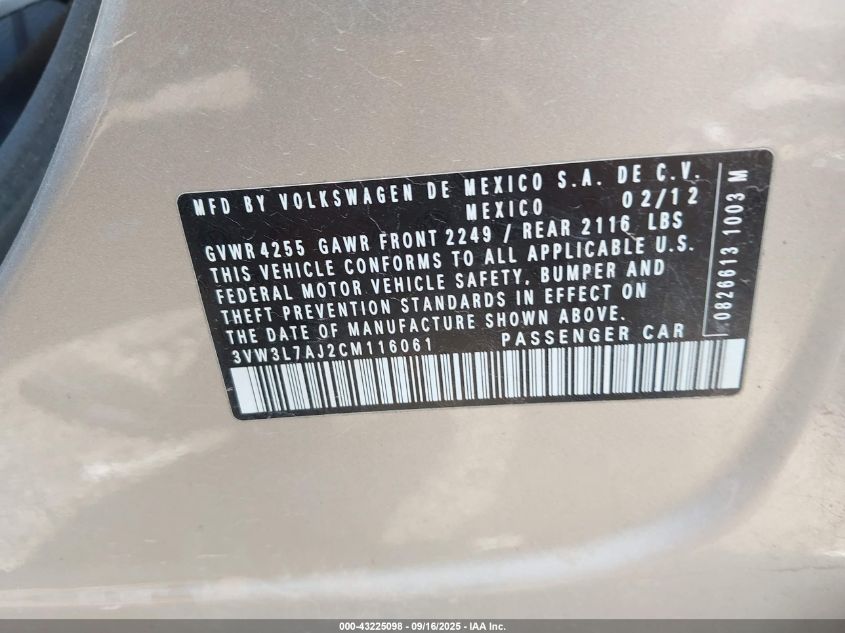 MFD BY VOLKSWAGEN DE MEXICO S.A. DE C.V.
MEXICO 02/12
GVWR 4255 GAWR FRONT 2249 / REAR 2116 LBS
THIS VEHICLE CONFORMS TO ALL APPLICABLE U.S.
FEDERAL MOTOR VEHICLE SAFETY, BUMPER AND
THEFT PREVENTION STANDARDS IN EFFECT ON
THE DATE OF MANUFACTURE SHOWN ABOVE.
3VW3L7AJ2CM116061 PASSENGER CAR
0826613 1003 M
000-43225098 - 09/16/2025 - IAA Inc.